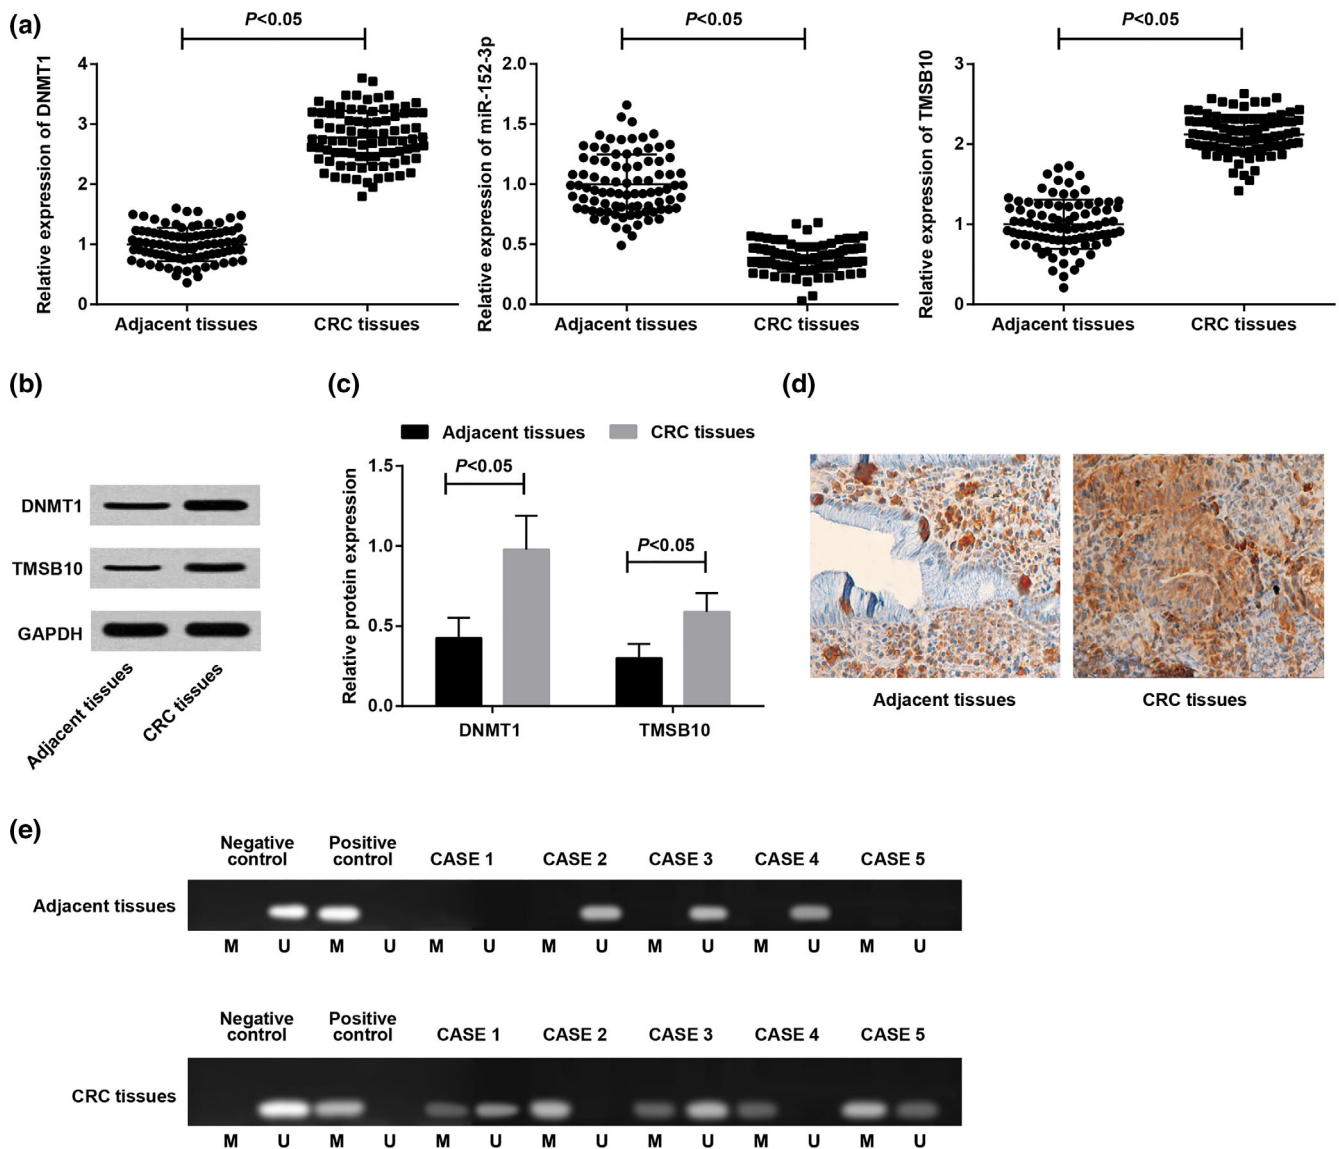 (a)
P<0.05
Relative expression of DNMT1
4
3
2
1
0
Adjacent tissues
CRC tissues
P<0.05
Relative expression of miR-152-3p
2.0
1.5
1.0
0.5
0.0
Adjacent tissues
CRC tissues
P<0.05
Relative expression of TMSB10
3
2
1
0
Adjacent tissues
CRC tissues
(b)
DNMT1
TMSB10
GAPDH
Adjacent tissues
CRC tissues
(c)
Adjacent tissues
CRC tissues
Relative protein expression
1.5
1.0
0.5
0.0
P<0.05
P<0.05
DNMT1
TMSB10
(d)
Adjacent tissues
CRC tissues
(e)
Negative control
Positive control
CASE 1
CASE 2
CASE 3
CASE 4
CASE 5
Adjacent tissues
M U M U M U M U M U M U M U
Negative control
Positive control
CASE 1
CASE 2
CASE 3
CASE 4
CASE 5
CRC tissues
M U M U M U M U M U M U M U